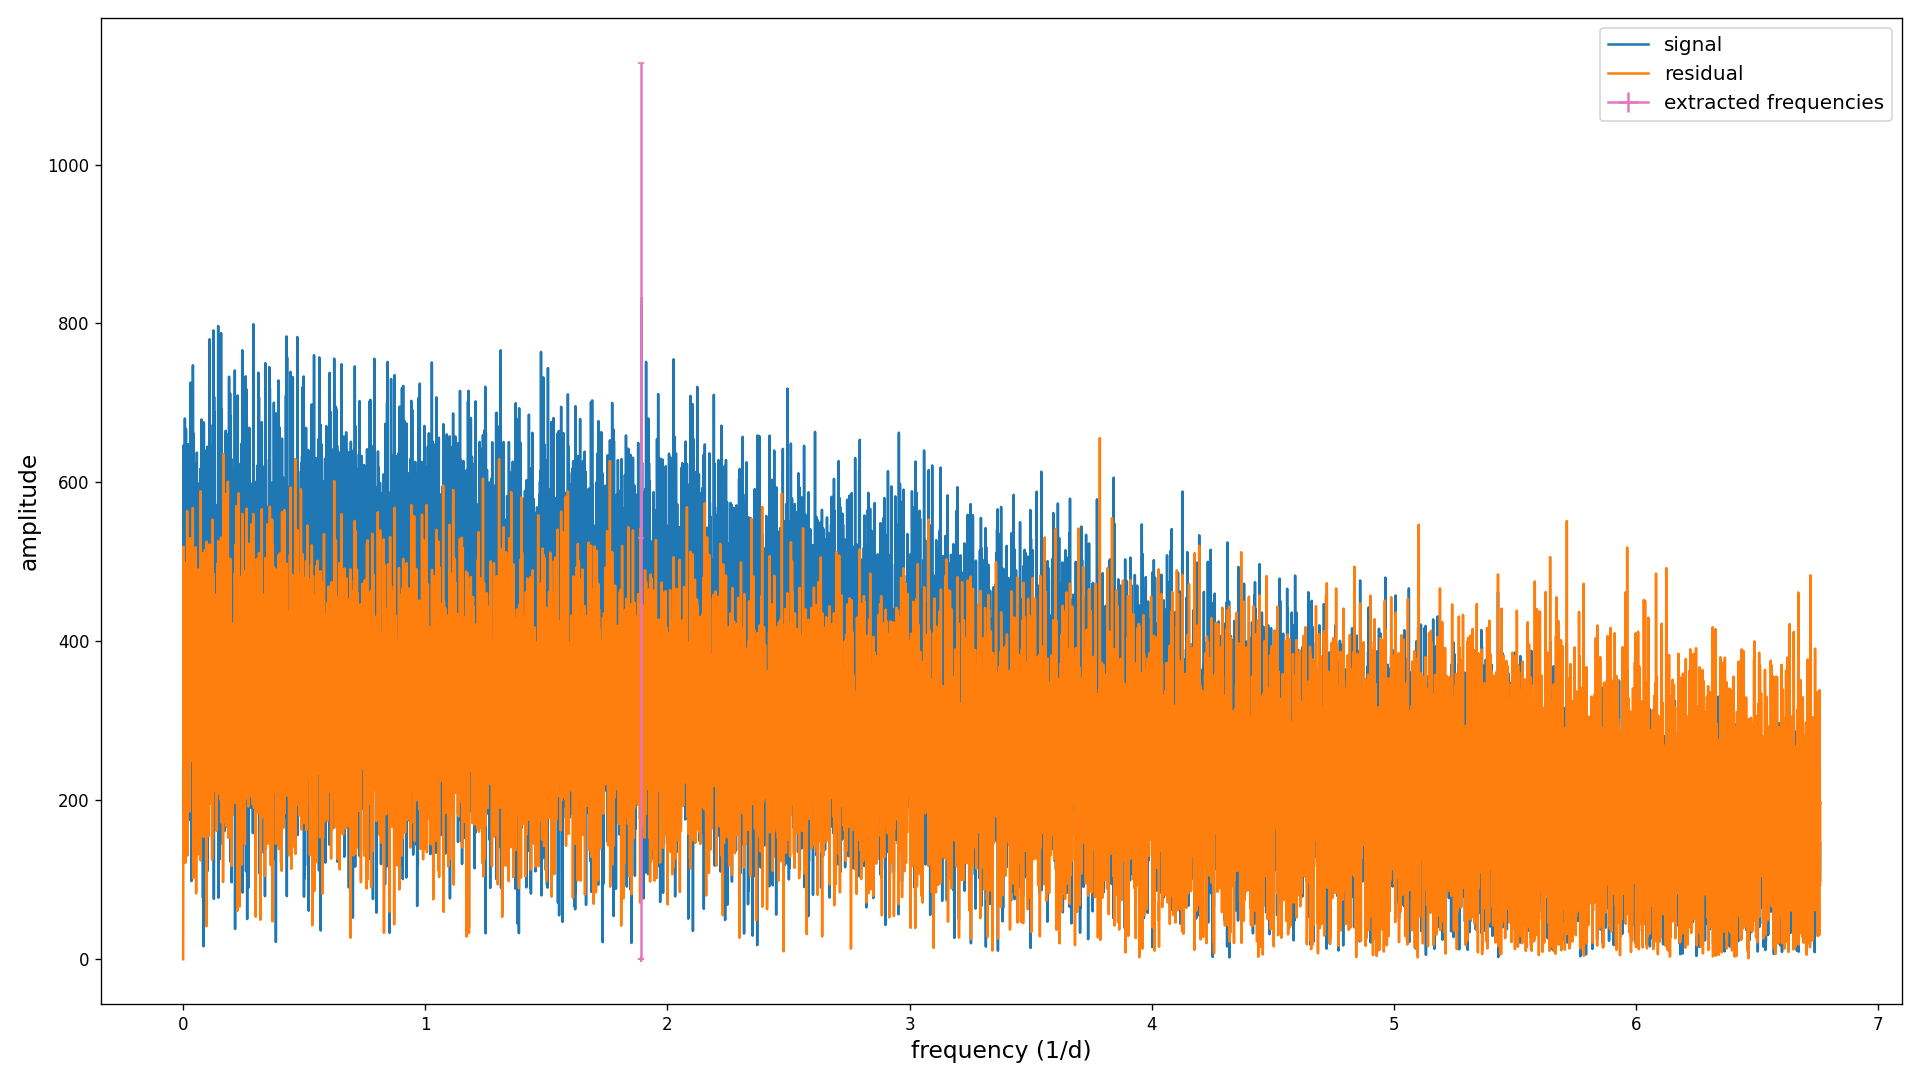 signal
residual
extracted frequencies
amplitude
1000
800
600
400
200
0
0 1 2 3 4 5 6 7
frequency (1/d)